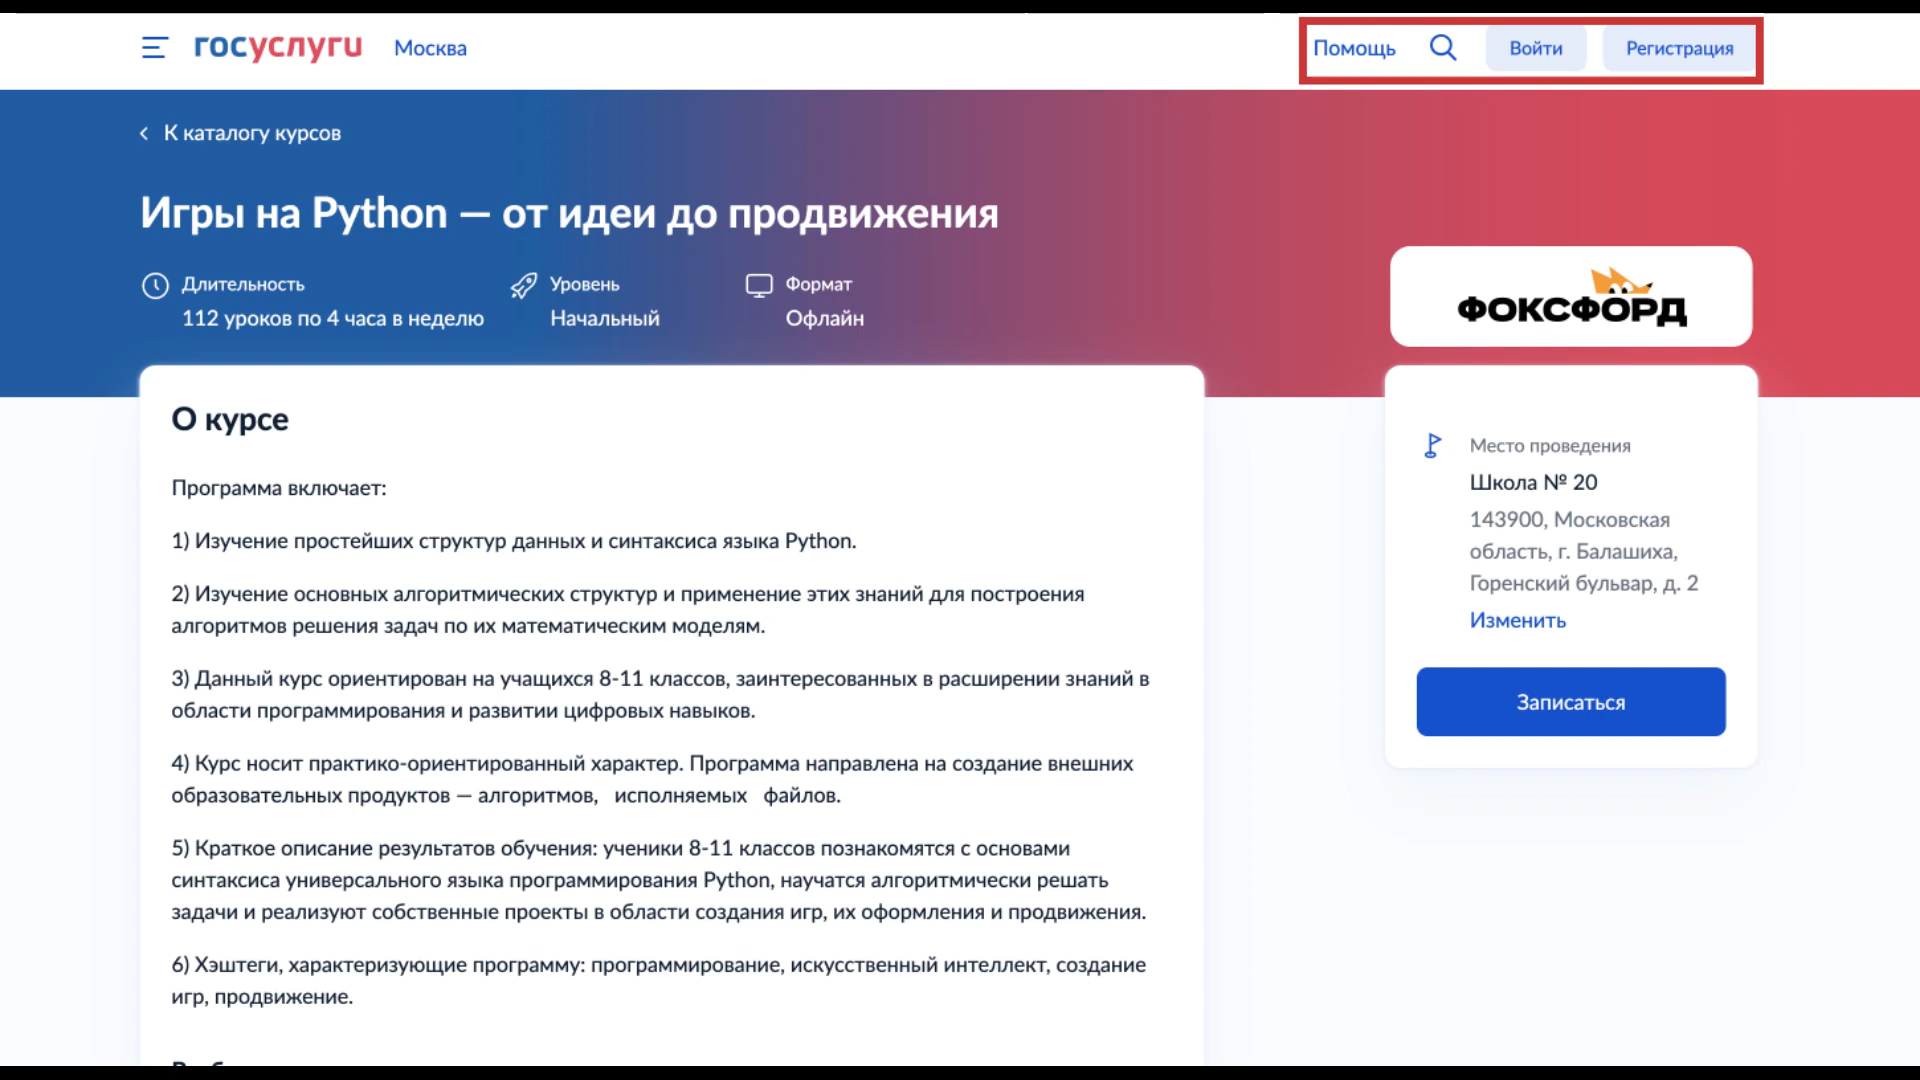 госуслуги Москва Помощь Войти Регистрация
К каталогу курсов
Игры на Python — от идеи до продвижения
Длительность Уровень Формат
112 уроков по 4 часа в неделю Начальный Офлайн
ФОКСФОРД
О курсе
Программа включает:
1) Изучение простейших структур данных и синтаксиса языка Python.
2) Изучение основных алгоритмических структур и применение этих знаний для построения
алгоритмов решения задач по их математическим моделям.
3) Данный курс ориентирован на учащихся 8-11 классов, заинтересованных в расширении знаний в
области программирования и развитии цифровых навыков.
4) Курс носит практико-ориентированный характер. Программа направлена на создание внешних
образовательных продуктов — алгоритмов, исполняемых файлов.
5) Краткое описание результатов обучения: ученики 8-11 классов познакомятся с основами
синтаксиса универсального языка программирования Python, научатся алгоритмически решать
задачи и реализуют собственные проекты в области создания игр, их оформления и продвижения.
6) Хэштеги, характеризующие программу: программирование, искусственный интеллект, создание
игр, продвижение.
Место проведения
Школа № 20
143900, Московская
область, г. Балашиха,
Горенский бульвар, д. 2
Изменить
Записаться